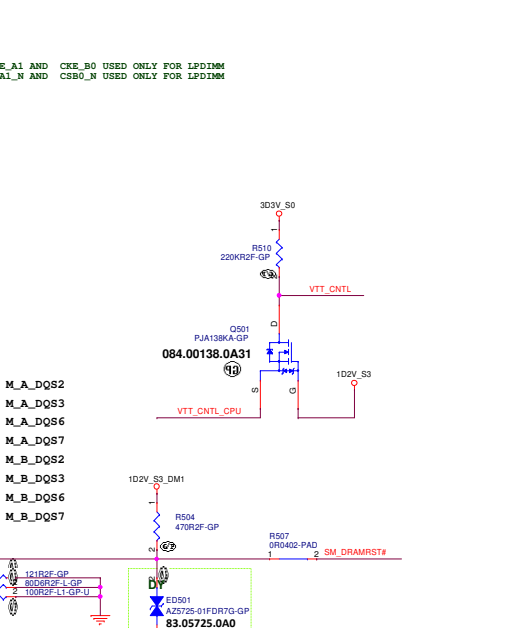 E_A1 AND CKE_B0 USED ONLY FOR LPDIMM
A1_N AND CSB0_N USED ONLY FOR LPDIMM
3D3V_S0
1
R510
220KR2F-GP
VTT_CNTL
D
Q501
PJA138KA-GP
084.00138.0A31
1D2V_S3
S
G
VTT_CNTL_CPU
M_A_DQS2
M_A_DQS3
M_A_DQS6
M_A_DQS7
M_B_DQS2
M_B_DQS3
M_B_DQS6
M_B_DQS7
1D2V_S3_DM1
1
R504
470R2F-GP
2
R507
0R0402-PAD
1
2
SM_DRAMRST#
121R2F-GP
2 80D6R2F-L-GP
2 100R2F-L1-GP-U
DY
ED501
AZ5725-01FDR7G-GP
83.05725.0A0